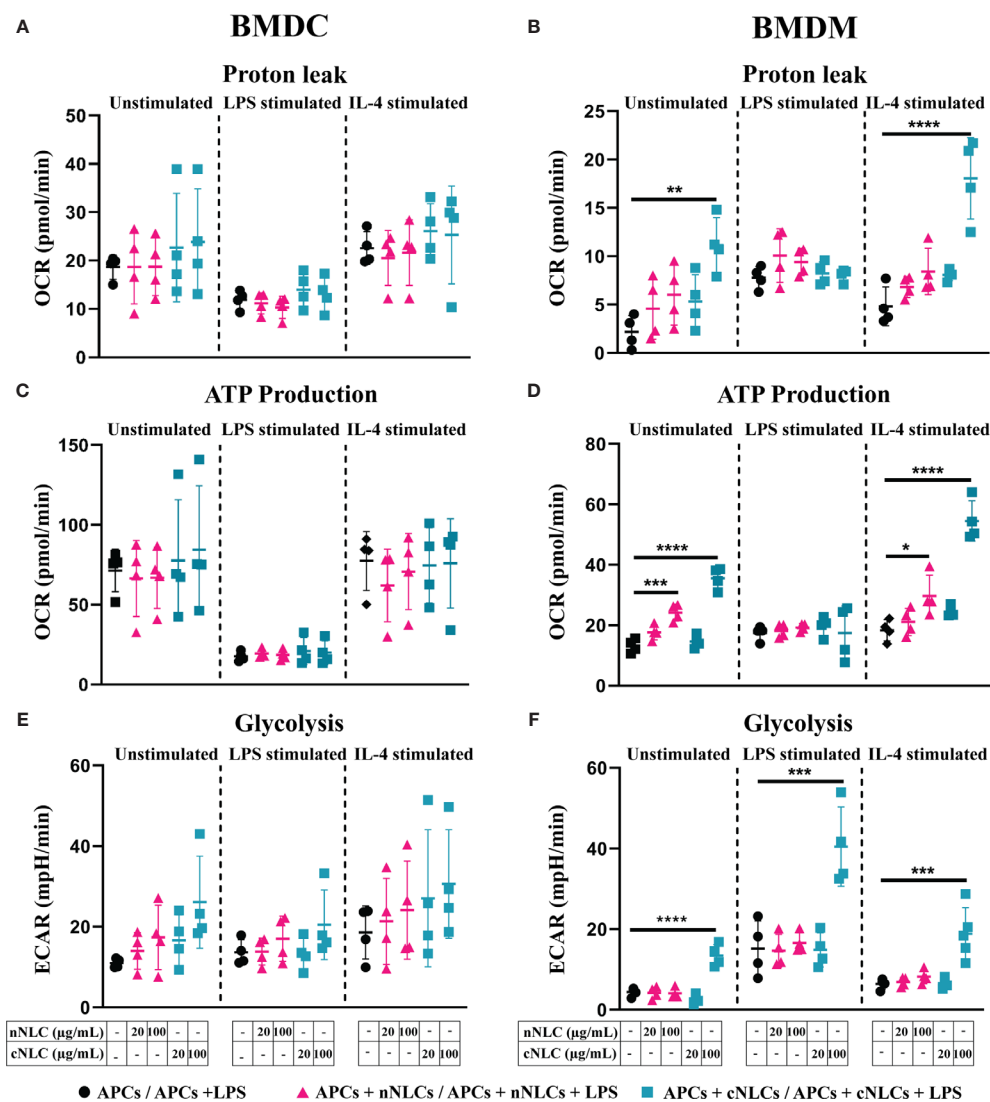 A BMDC B BMDM
Proton leak Proton leak
Unstimulated LPS stimulated IL-4 stimulated Unstimulated LPS stimulated IL-4 stimulated
OCR (pmol/min)
50
40
30
20
10
0
OCR (pmol/min)
25
20
15
10
5
0
**
****
C ATP Production D ATP Production
Unstimulated LPS stimulated IL-4 stimulated Unstimulated LPS stimulated IL-4 stimulated
OCR (pmol/min)
150
100
50
0
OCR (pmol/min)
80
60
40
20
0
****
***
****
*
E Glycolysis F Glycolysis
Unstimulated LPS stimulated IL-4 stimulated Unstimulated LPS stimulated IL-4 stimulated
ECAR (mpH/min)
60
40
20
0
ECAR (mpH/min)
60
40
20
0
****
***
***
nNLC (µg/mL) - 20 100 - - - 20 100 - - - 20 100 - - nNLC (µg/mL) - 20 100 - - - 20 100 - - - 20 100 - -
cNLC (µg/mL) - - - 20 100 - - - 20 100 - - - 20 100 cNLC (µg/mL) - - - 20 100 - - - 20 100 - - - 20 100
APCs / APCs +LPS APCs + nNLCs / APCs + nNLCs + LPS APCs + cNLCs / APCs + cNLCs + LPS